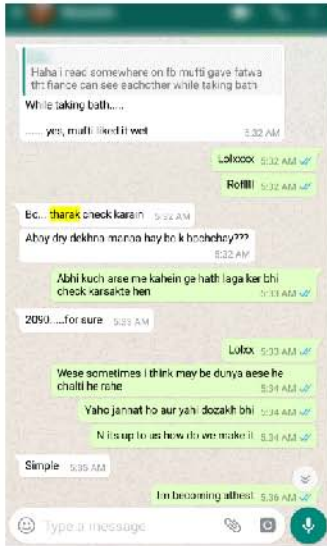 Haha i read somewhere on fb mufti gave fatwa
tht fiance can see eachother while taking bath
While taking bath.....
...... yes, mufti liked it wet
5:32 AM
Lolxxxx 5:32 AM
Roflll 5:32 AM
Bc... tharak check karain 5:32 AM
Abay dry dekhna manaa hay bo k bachchay???
5:32 AM
Abhi kuch arse me kahein ge hath laga ker bhi
check karsakte hen 5:33 AM
2090.....for sure 5:33 AM
Lolxx 5:33 AM
Wese sometimes i think may be dunya aese he
chalti he rahe 5:34 AM
Yaho jannat ho aur yahi dozakh bhi 5:34 AM
N its up to us how do we make it 5:34 AM
Simple 5:35 AM
Im becoming athest 5:36 AM
Type a message